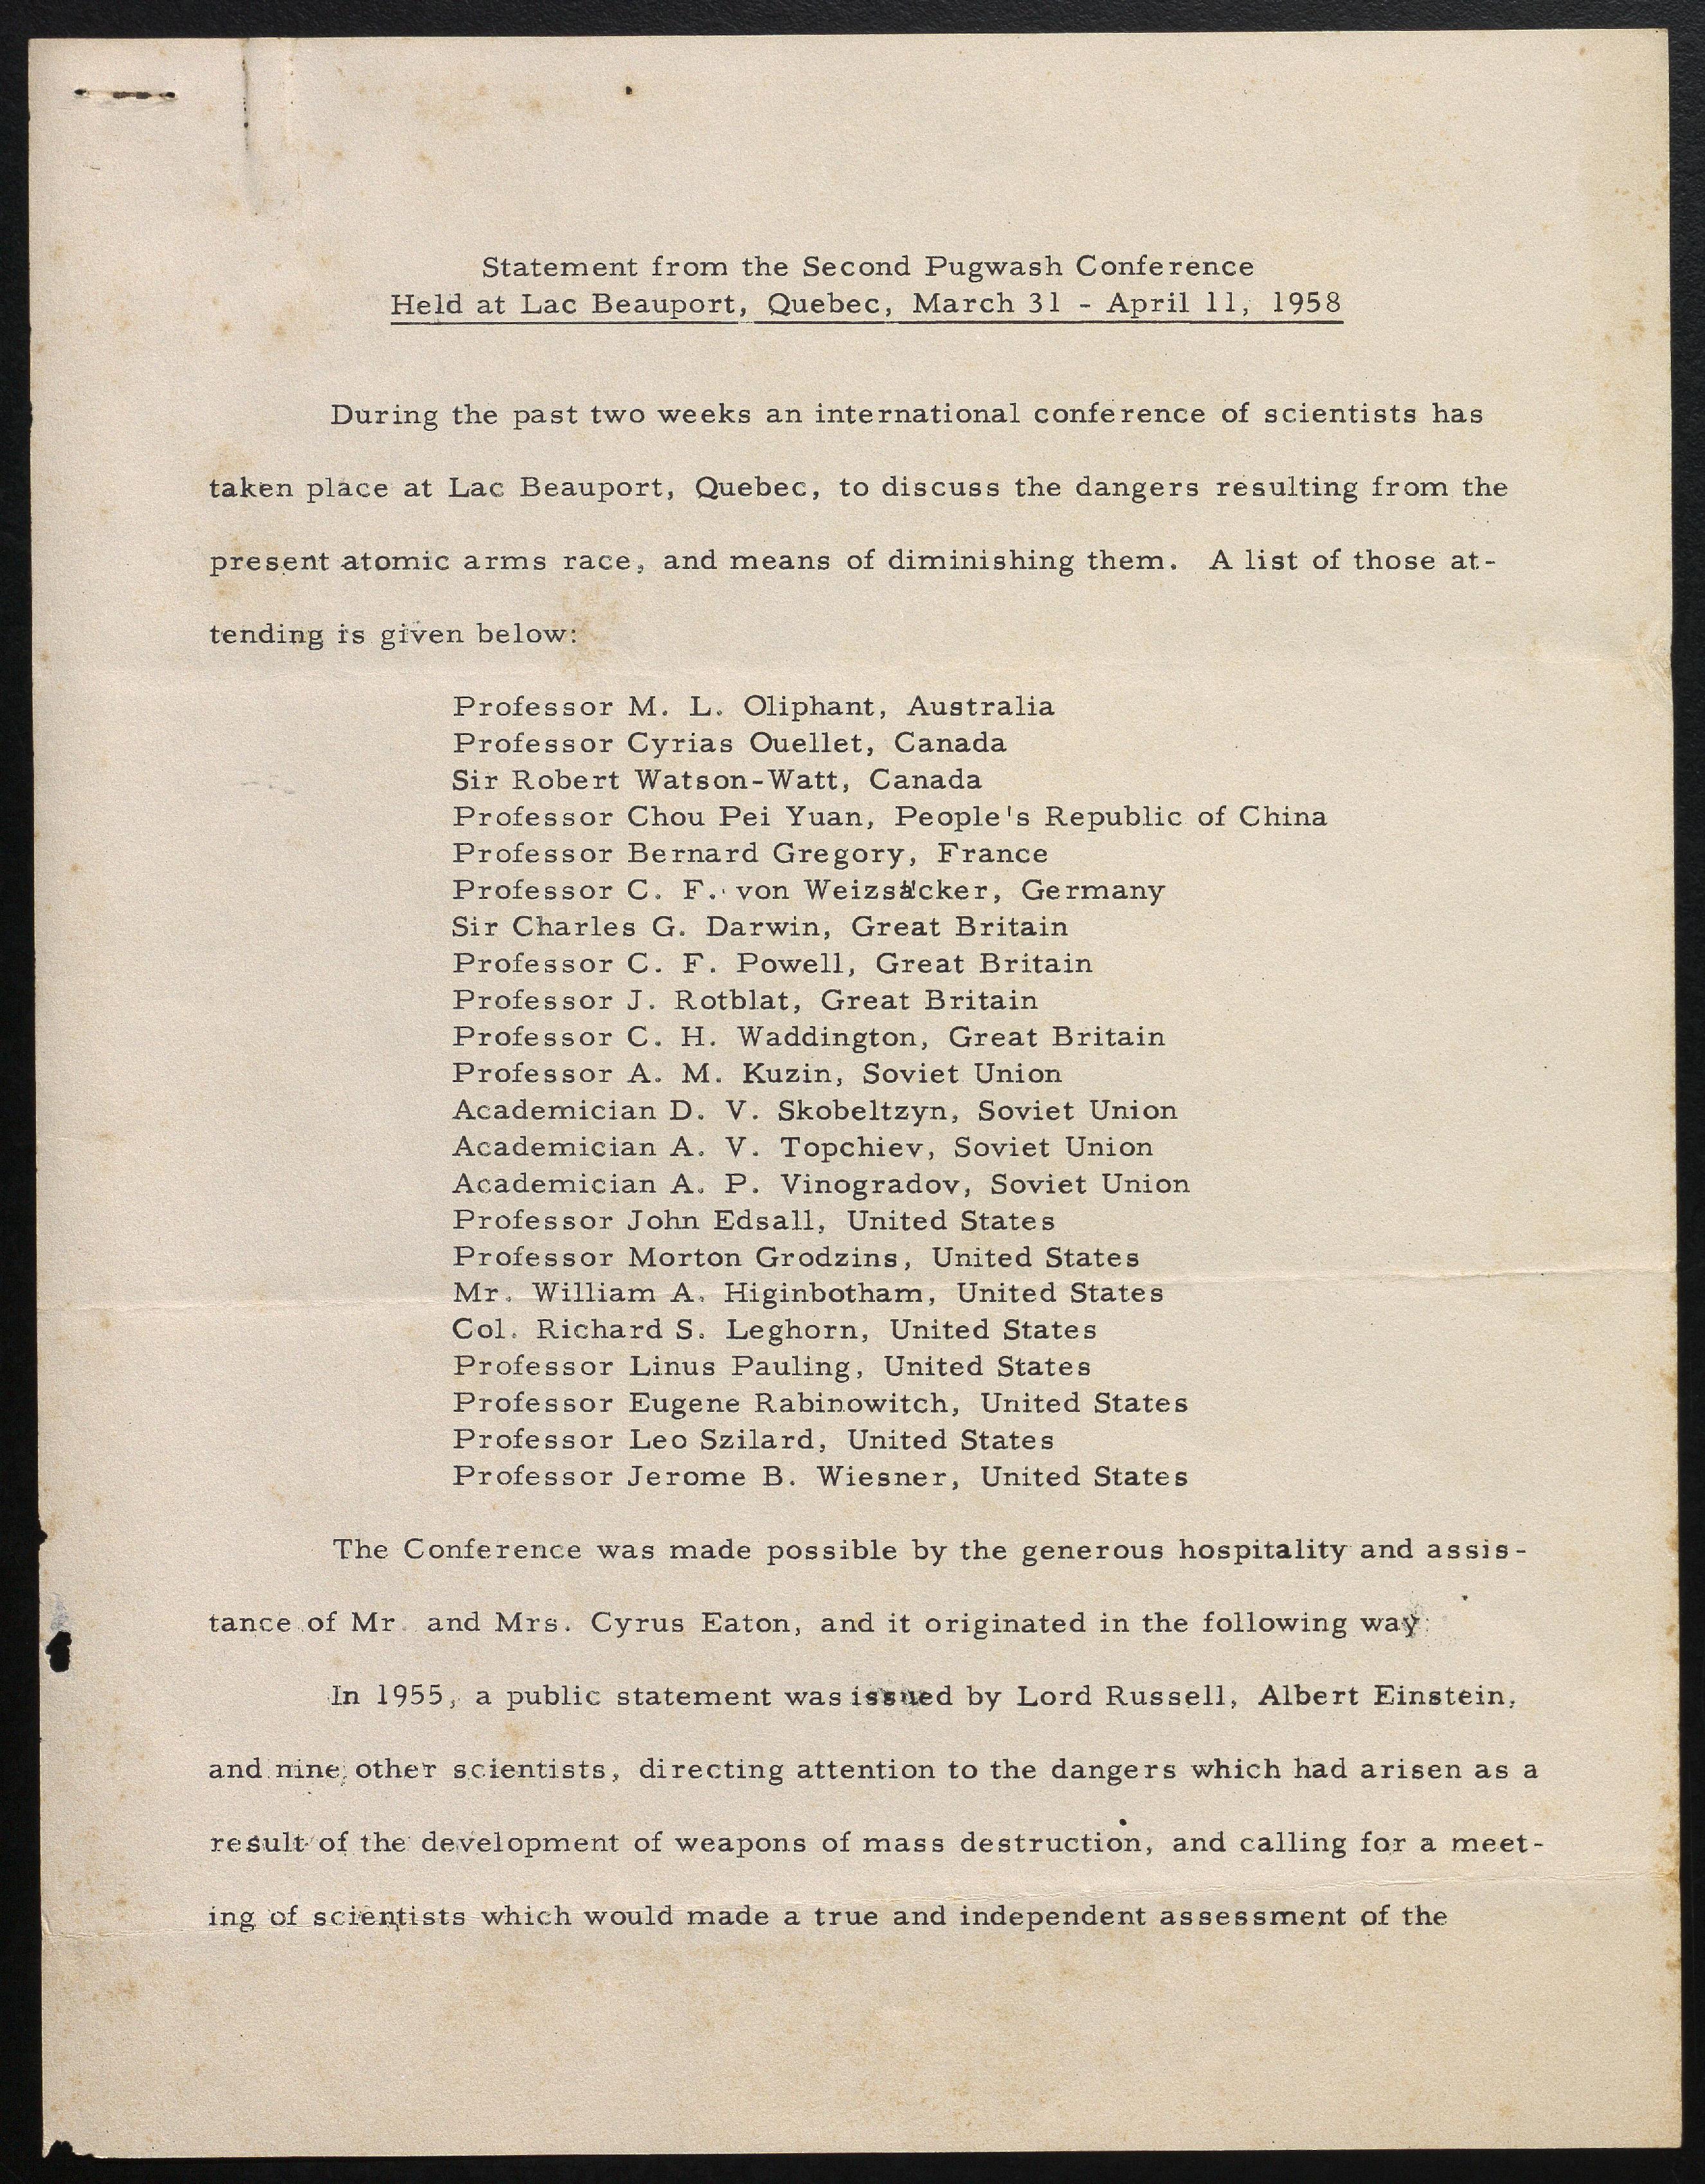 Statement from the Second Pugwash Conference
Held at Lac Beauport, Quebec, March 31 - April 11, 1958
During the past two weeks an international conference of scientists has
taken place at Lac Beauport, Quebec, to discuss the dangers resulting from the
present atomic arms race, and means of diminishing them. A list of those at-
tending is given below:
Professor M. L. Oliphant, Australia
Professor Cyrias Ouellet, Canada
Sir Robert Watson-Watt, Canada
Professor Chou Pei Yuan, People's Republic of China
Professor Bernard Gregory, France
Professor C. F. von Weizsäcker, Germany
Sir Charles G. Darwin, Great Britain
Professor C. F. Powell, Great Britain
Professor J. Rotblat, Great Britain
Professor C. H. Waddington, Great Britain
Professor A. M. Kuzin, Soviet Union
Academician D. V. Skobeltzyn, Soviet Union
Academician A. V. Topchiev, Soviet Union
Academician A. P. Vinogradov, Soviet Union
Professor John Edsall, United States
Professor Morton Grodzins, United States
Mr. William A. Higinbotham, United States
Col. Richard S. Leghorn, United States
Professor Linus Pauling, United States
Professor Eugene Rabinowitch, United States
Professor Leo Szilard, United States
Professor Jerome B. Wiesner, United States
The Conference was made possible by the generous hospitality and assis-
tance of Mr. and Mrs. Cyrus Eaton, and it originated in the following way:
In 1955, a public statement was issued by Lord Russell, Albert Einstein,
and nine other scientists, directing attention to the dangers which had arisen as a
result of the development of weapons of mass destruction, and calling for a meet-
ing of scientists which would made a true and independent assessment of the